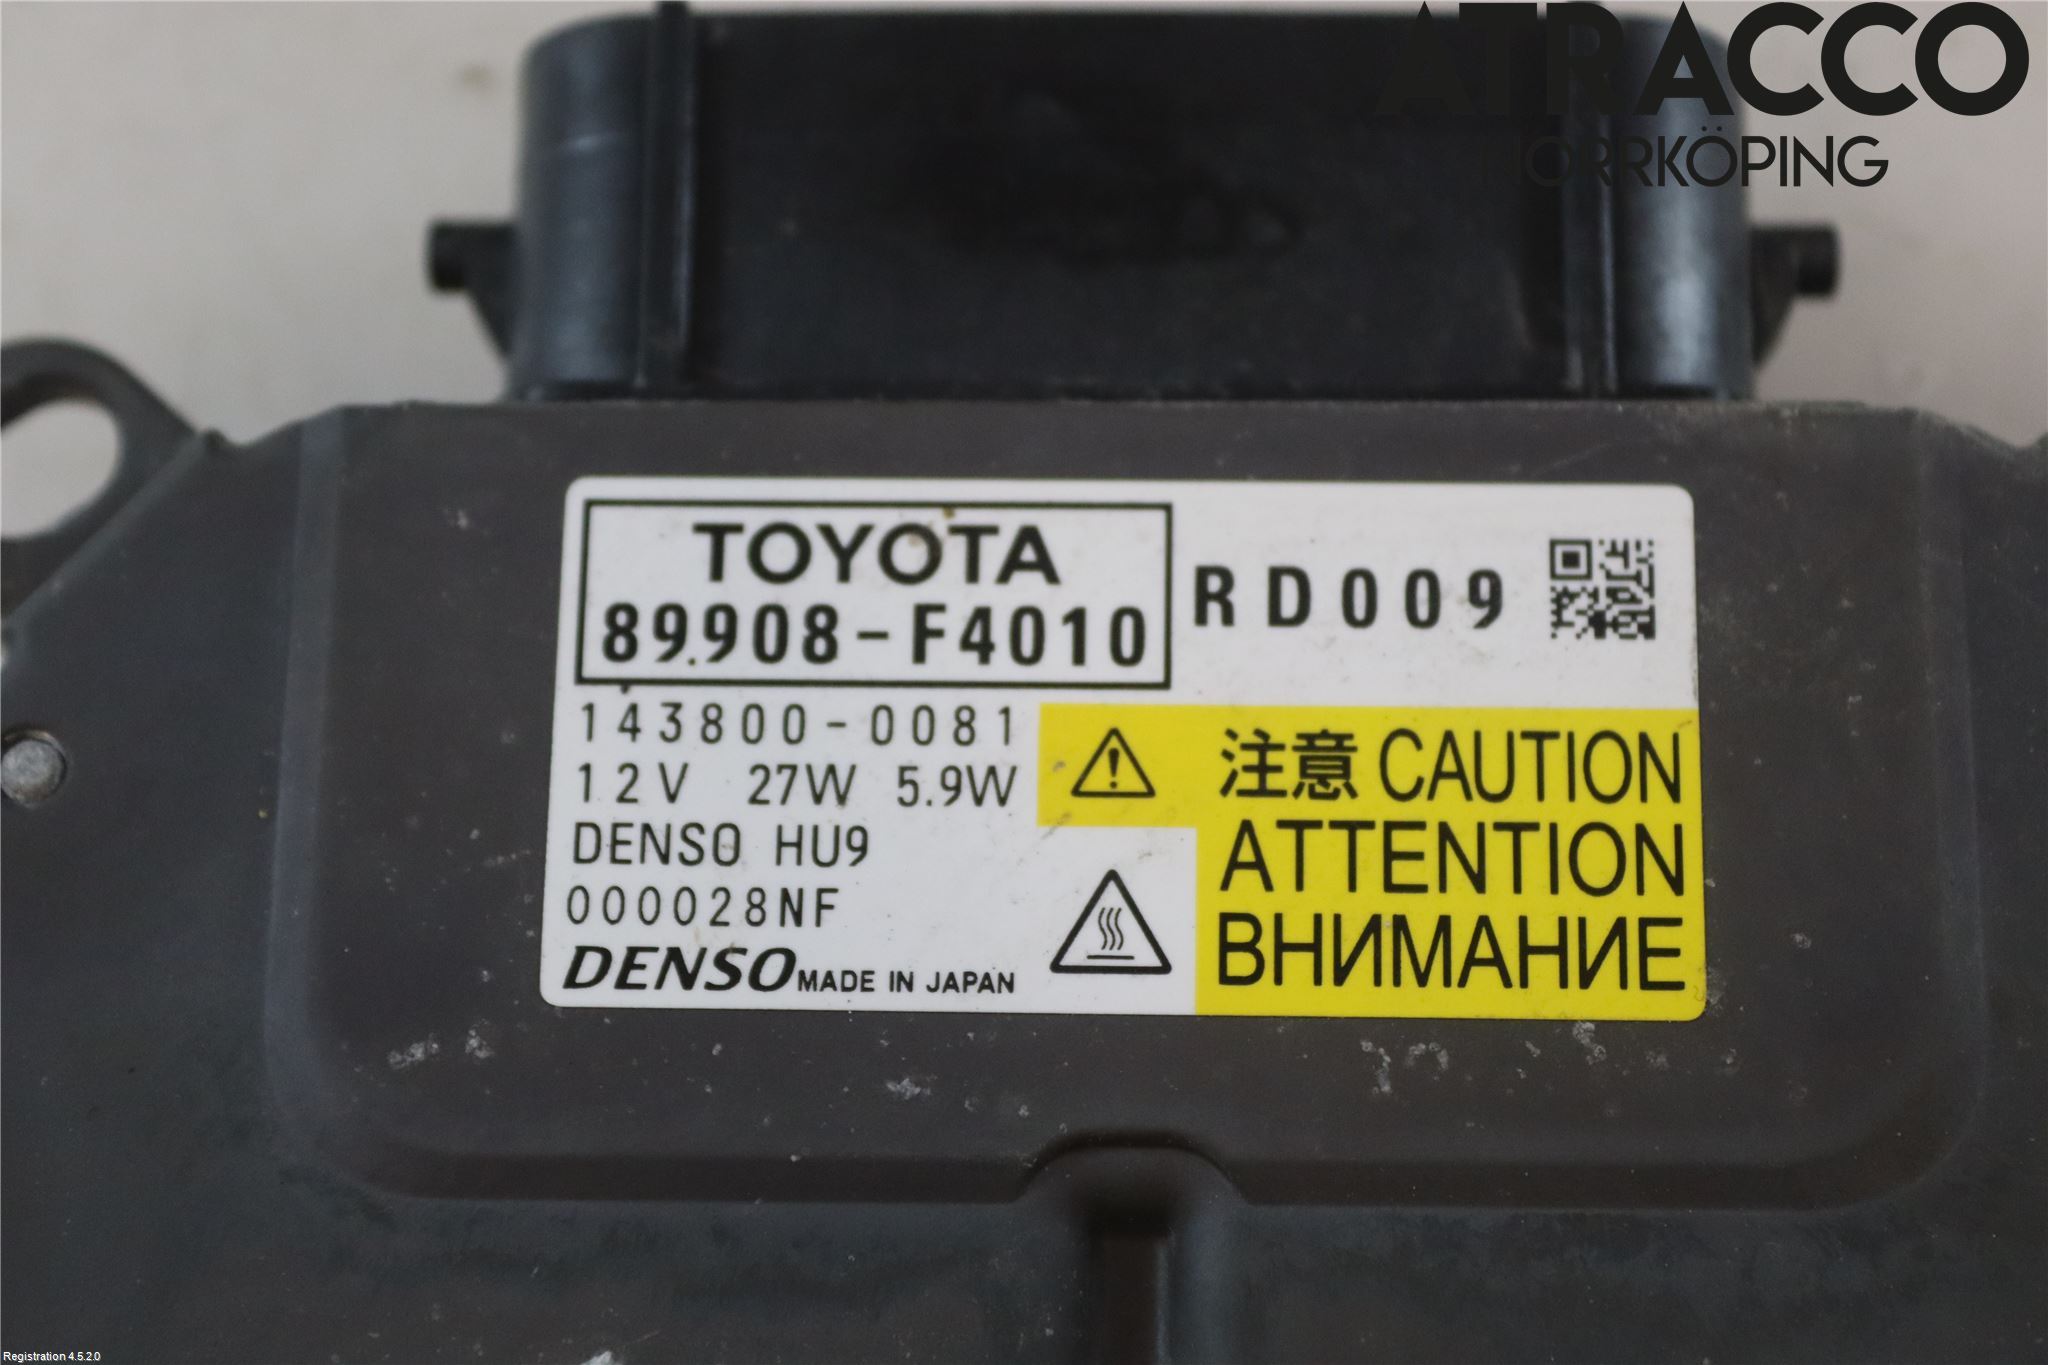 ATRACCO
NORRKÖPING
TOYOTA
89908-F4010
RD009
143800-0081
12V 27W 5.9W
DENSO HU9
000028NF
DENSO MADE IN JAPAN
注意 CAUTION
ATTENTION
ВНИМАНИЕ
Registration 4.5.2.0